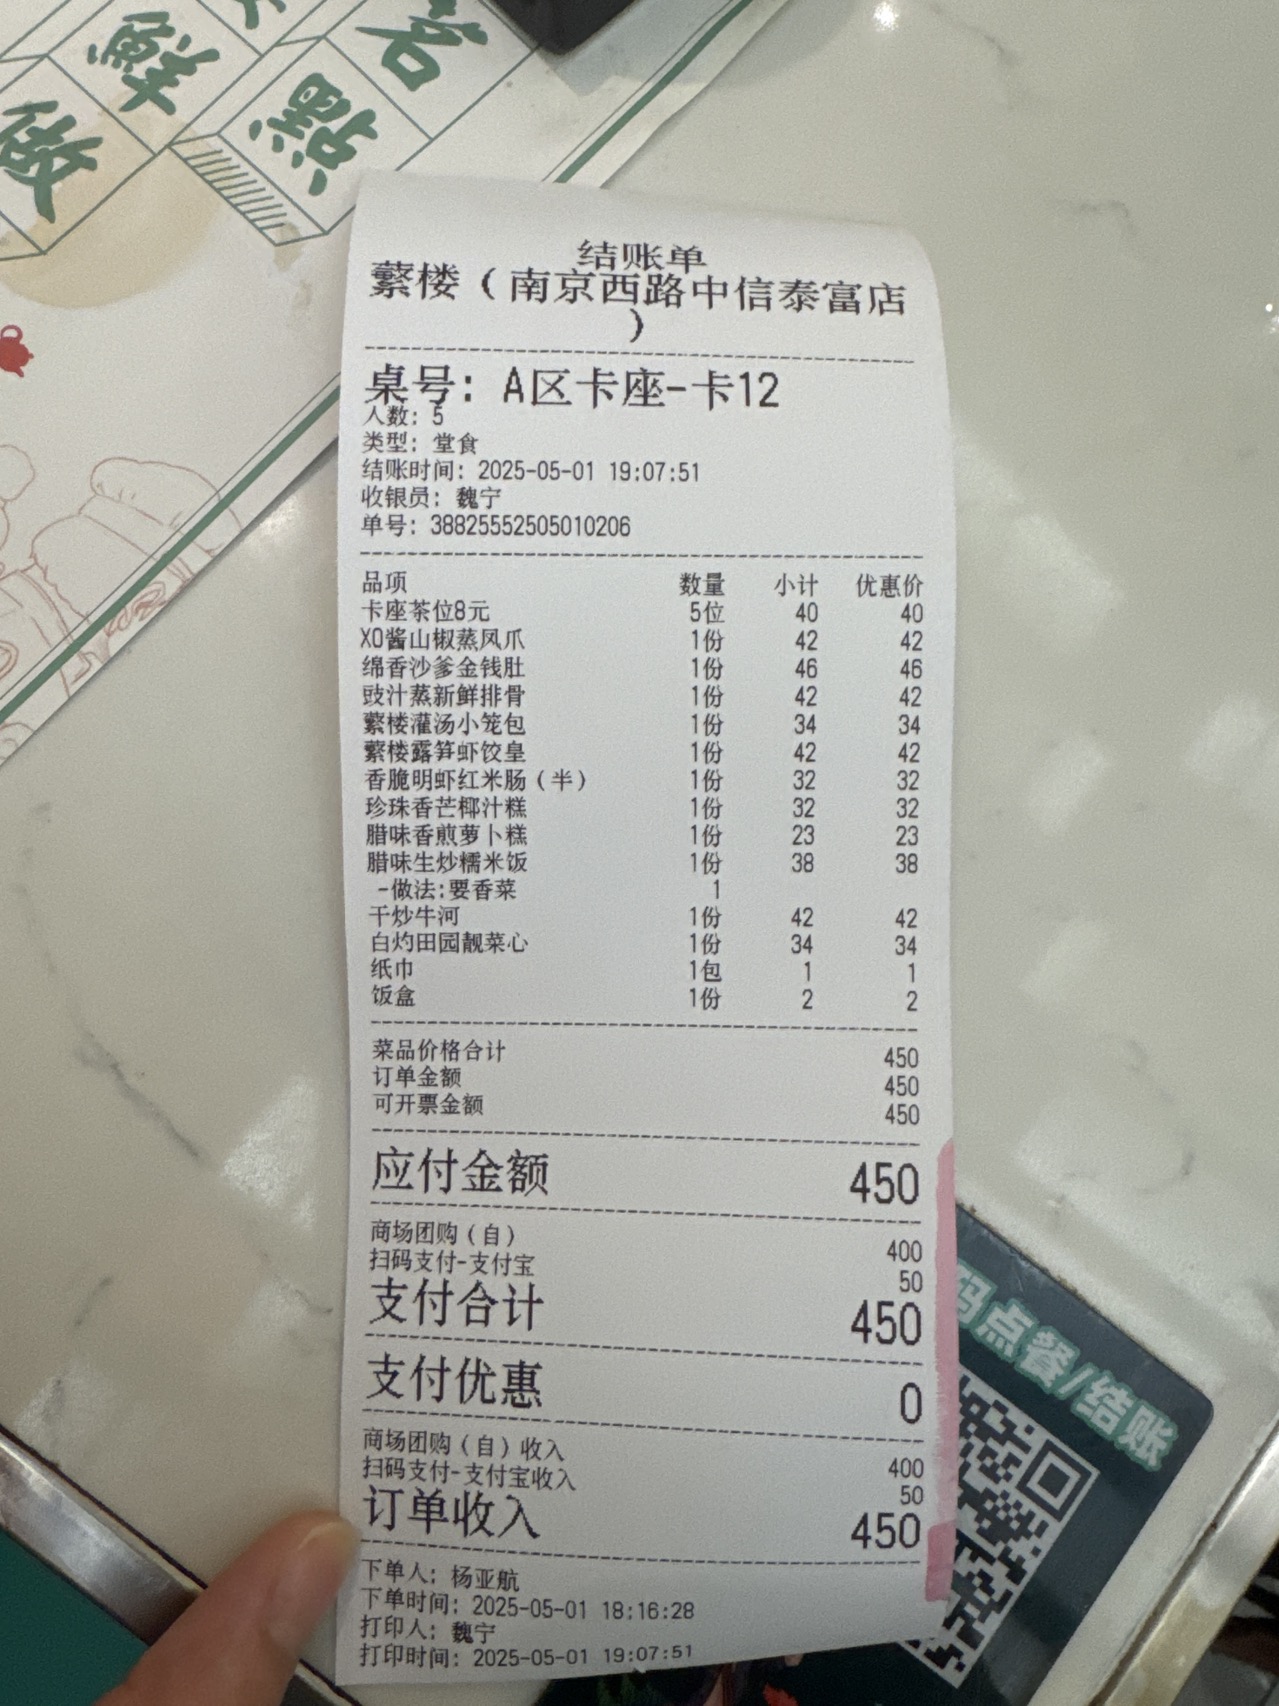 茗
鮮
點
做
结账单
蘩楼（南京西路中信泰富店
）
桌号: A区卡座-卡12
人数: 5
类型: 堂食
结账时间: 2025-05-01 19:07:51
收银员: 魏宁
单号: 38825552505010206
品项 数量 小计 优惠价
卡座茶位8元 5位 40 40
XO酱山椒蒸凤爪 1份 42 42
绵香沙爹金钱肚 1份 46 46
豉汁蒸新鲜排骨 1份 42 42
蘩楼灌汤小笼包 1份 34 34
蘩楼露笋虾饺皇 1份 42 42
香脆明虾红米肠（半） 1份 32 32
珍珠香芒椰汁糕 1份 32 32
腊味香煎萝卜糕 1份 23 23
腊味生炒糯米饭 1份 38 38
-做法:要香菜 1
干炒牛河 1份 42 42
白灼田园靓菜心 1份 34 34
纸巾 1包 1 1
饭盒 1份 2 2
菜品价格合计 450
订单金额 450
可开票金额 450
应付金额 450
商场团购（自） 400
扫码支付-支付宝 50
支付合计 450
支付优惠 0
商场团购（自）收入 400
扫码支付-支付宝收入 50
订单收入 450
下单人: 杨亚航
下单时间: 2025-05-01 18:16:28
打印人: 魏宁
打印时间: 2025-05-01 19:07:51
码点餐/结账